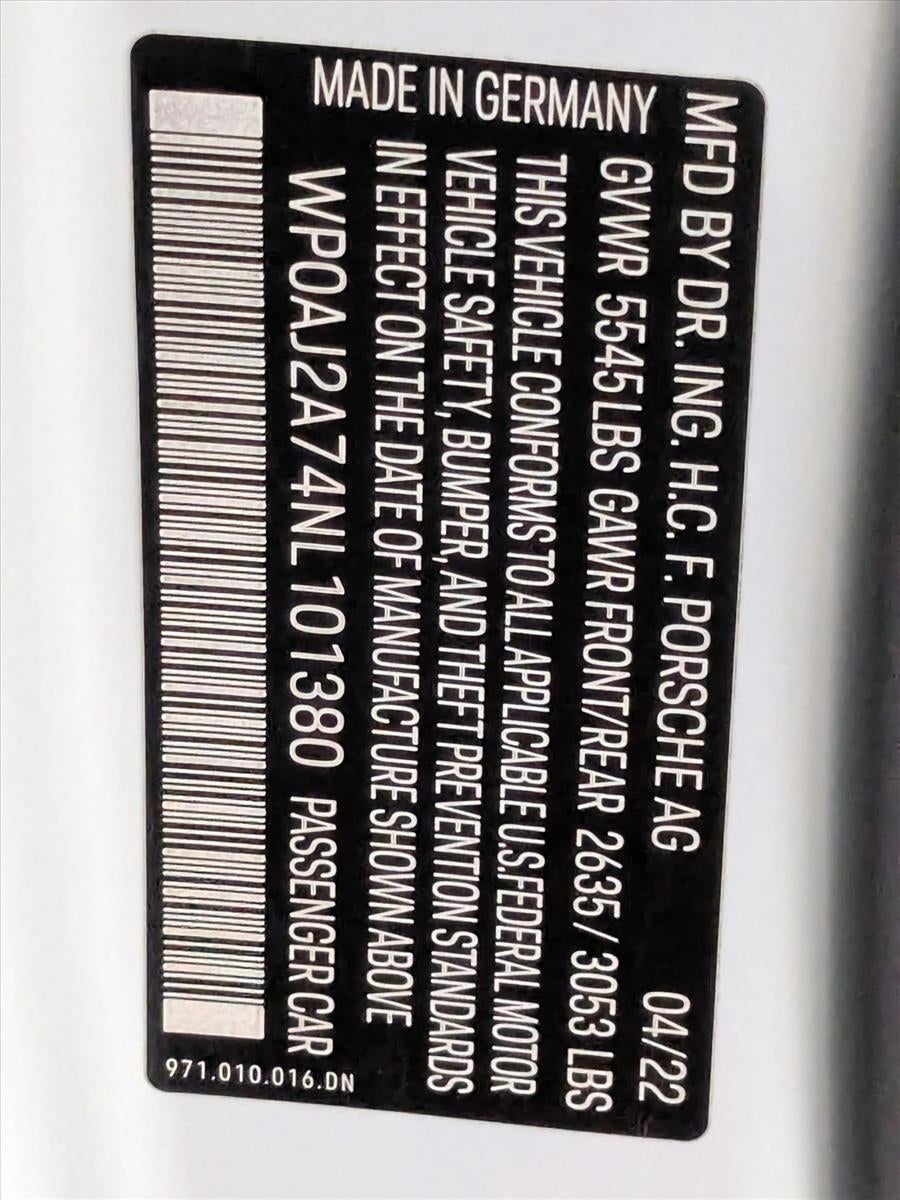 MFD BY DR. ING. H.C. F. PORSCHE AG 04/22
GVWR 5545 LBS GAWR FRONT/REAR 2635 / 3053 LBS
THIS VEHICLE CONFORMS TO ALL APPLICABLE U.S. FEDERAL MOTOR
VEHICLE SAFETY, BUMPER, AND THEFT PREVENTION STANDARDS
IN EFFECT ON THE DATE OF MANUFACTURE SHOWN ABOVE
WP0AJ2A74NL101380 PASSENGER CAR
MADE IN GERMANY
971.010.016.DN